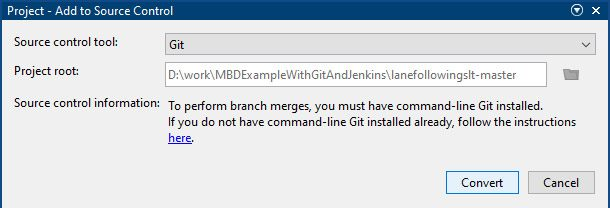 Project - Add to Source Control
Source control tool: Git
Project root: D:\work\MBDExampleWithGitAndJenkins\lanefollowingslt-master
Source control information: To perform branch merges, you must have command-line Git installed.
If you do not have command-line Git installed already, follow the instructions
here.
Convert Cancel